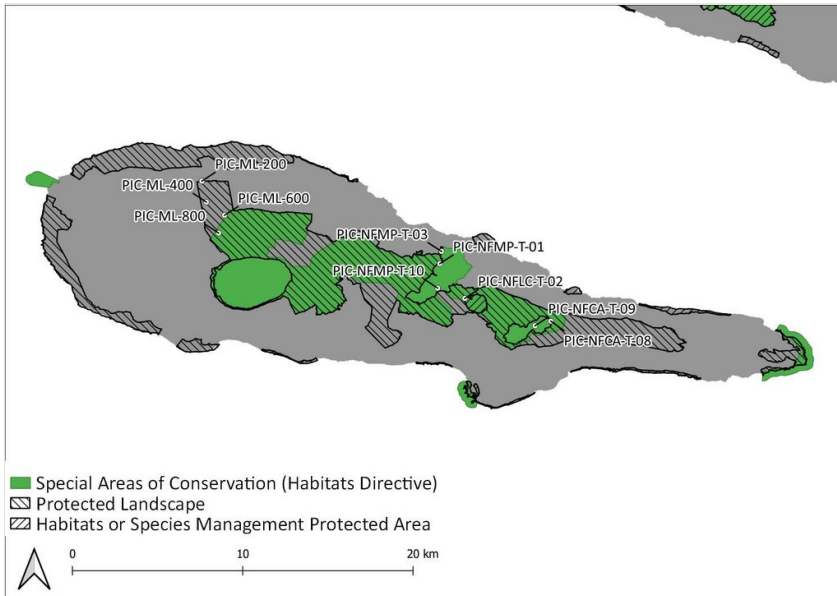 PIC-ML-200
PIC-ML-400
PIC-ML-600
PIC-ML-800
PIC-NFMP-T-03
PIC-NFMP-T-01
PIC-NFMP-T-10
PIC-NFLC-T-02
PIC-NFCA-T-09
PIC-NFCA-T-08
Special Areas of Conservation (Habitats Directive)
Protected Landscape
Habitats or Species Management Protected Area
0 10 20 km